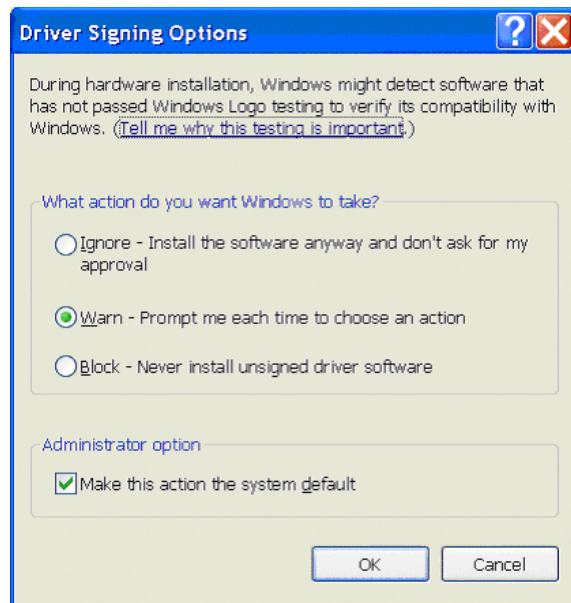 Driver Signing Options
During hardware installation, Windows might detect software that
has not passed Windows Logo testing to verify its compatibility with
Windows. (Tell me why this testing is important.)
What action do you want Windows to take?
Ignore - Install the software anyway and don't ask for my
approval
Warn - Prompt me each time to choose an action
Block - Never install unsigned driver software
Administrator option
Make this action the system default
OK Cancel